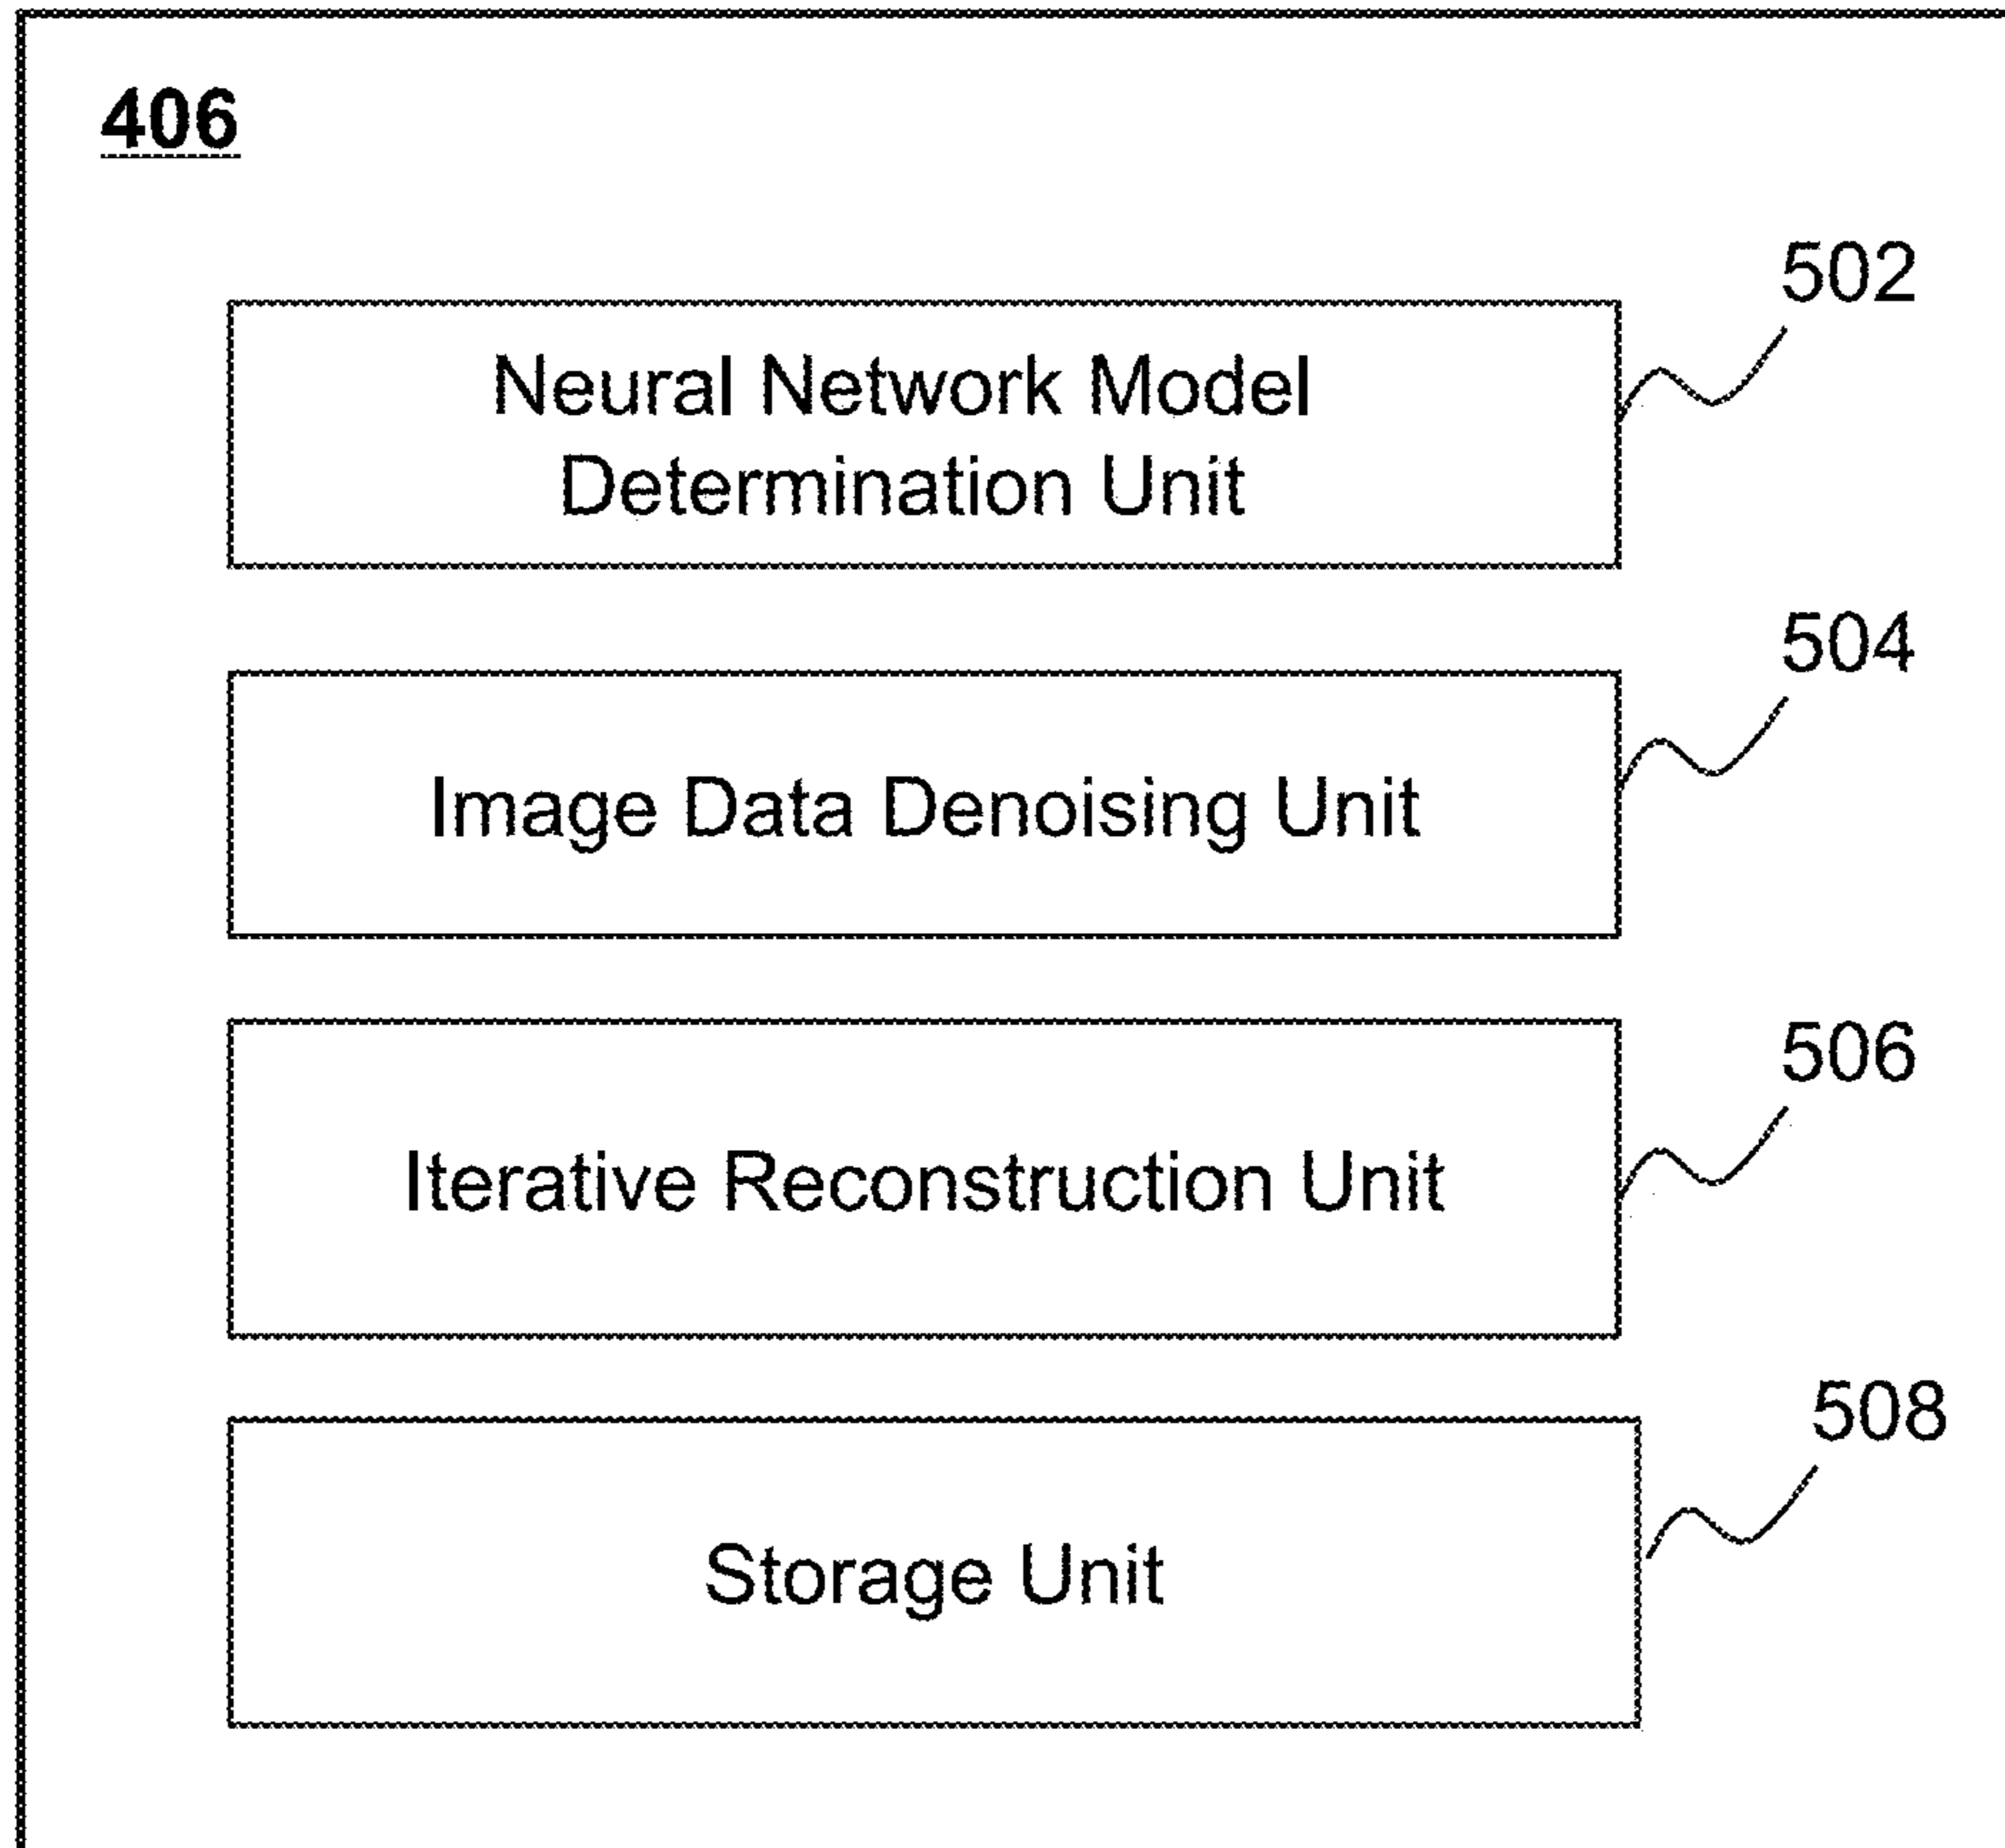 406
502
Neural Network Model
Determination Unit
504
Image Data Denoising Unit
506
Iterative Reconstruction Unit
508
Storage Unit